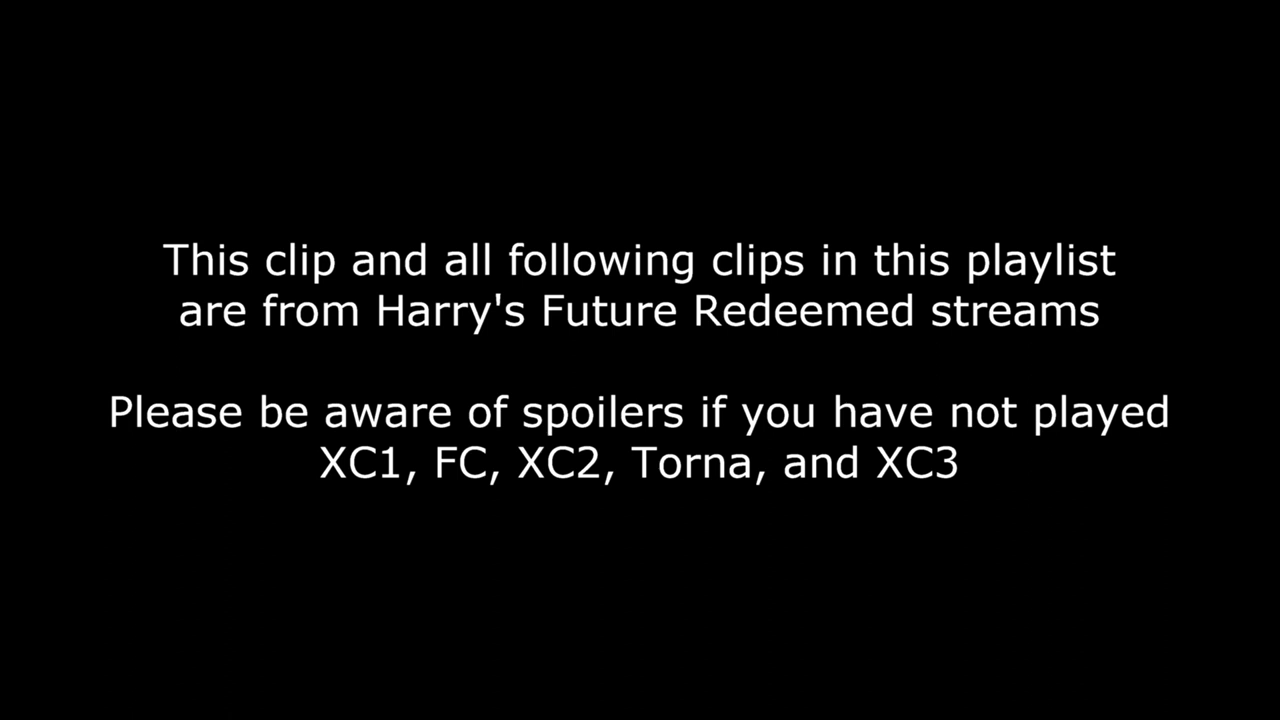 This clip and all following clips in this playlist
are from Harry's Future Redeemed streams
Please be aware of spoilers if you have not played
XC1, FC, XC2, Torna, and XC3